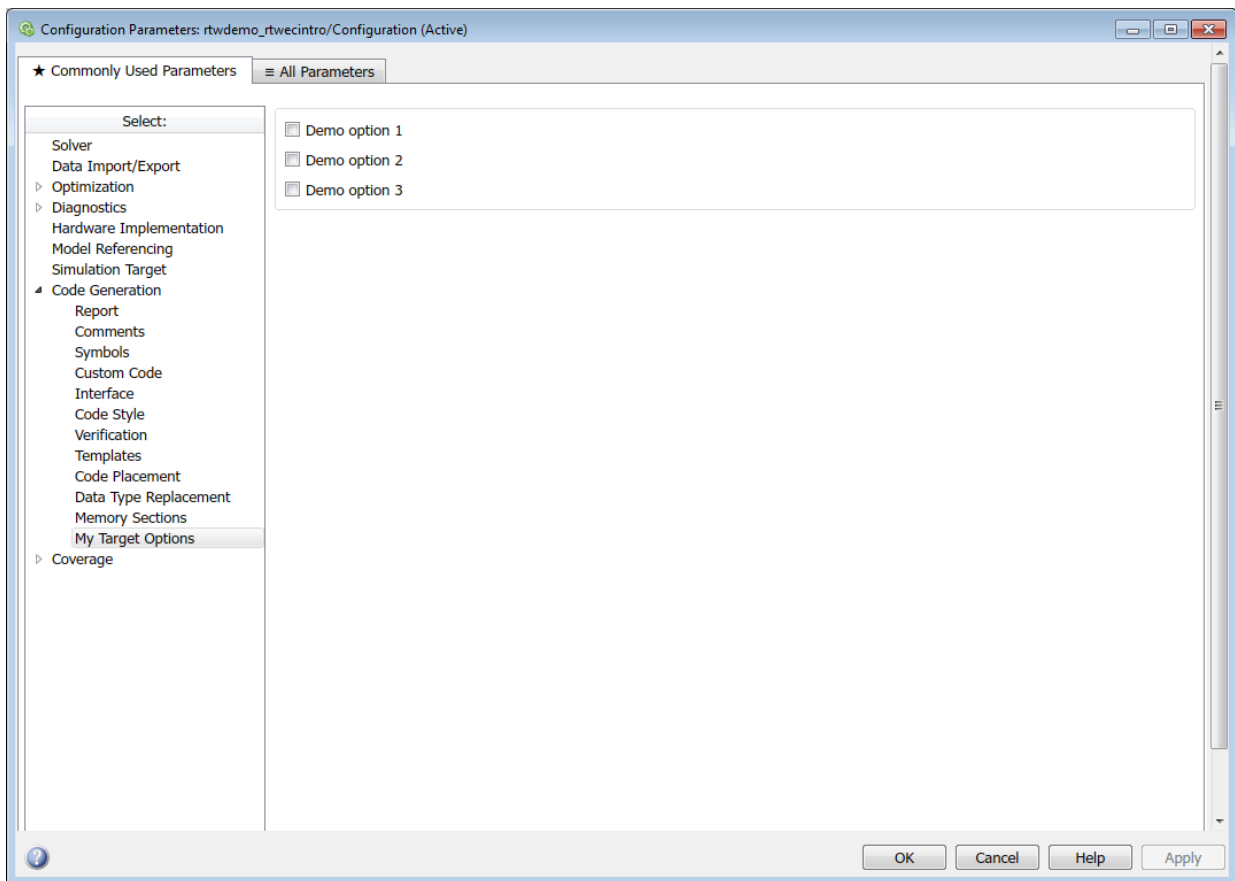 Configuration Parameters: rtwdemo_rtwecintro/Configuration (Active)
★ Commonly Used Parameters
≡ All Parameters
Select:
Solver
Data Import/Export
Optimization
Diagnostics
Hardware Implementation
Model Referencing
Simulation Target
Code Generation
Report
Comments
Symbols
Custom Code
Interface
Code Style
Verification
Templates
Code Placement
Data Type Replacement
Memory Sections
My Target Options
Coverage
Demo option 1
Demo option 2
Demo option 3
?
OK
Cancel
Help
Apply